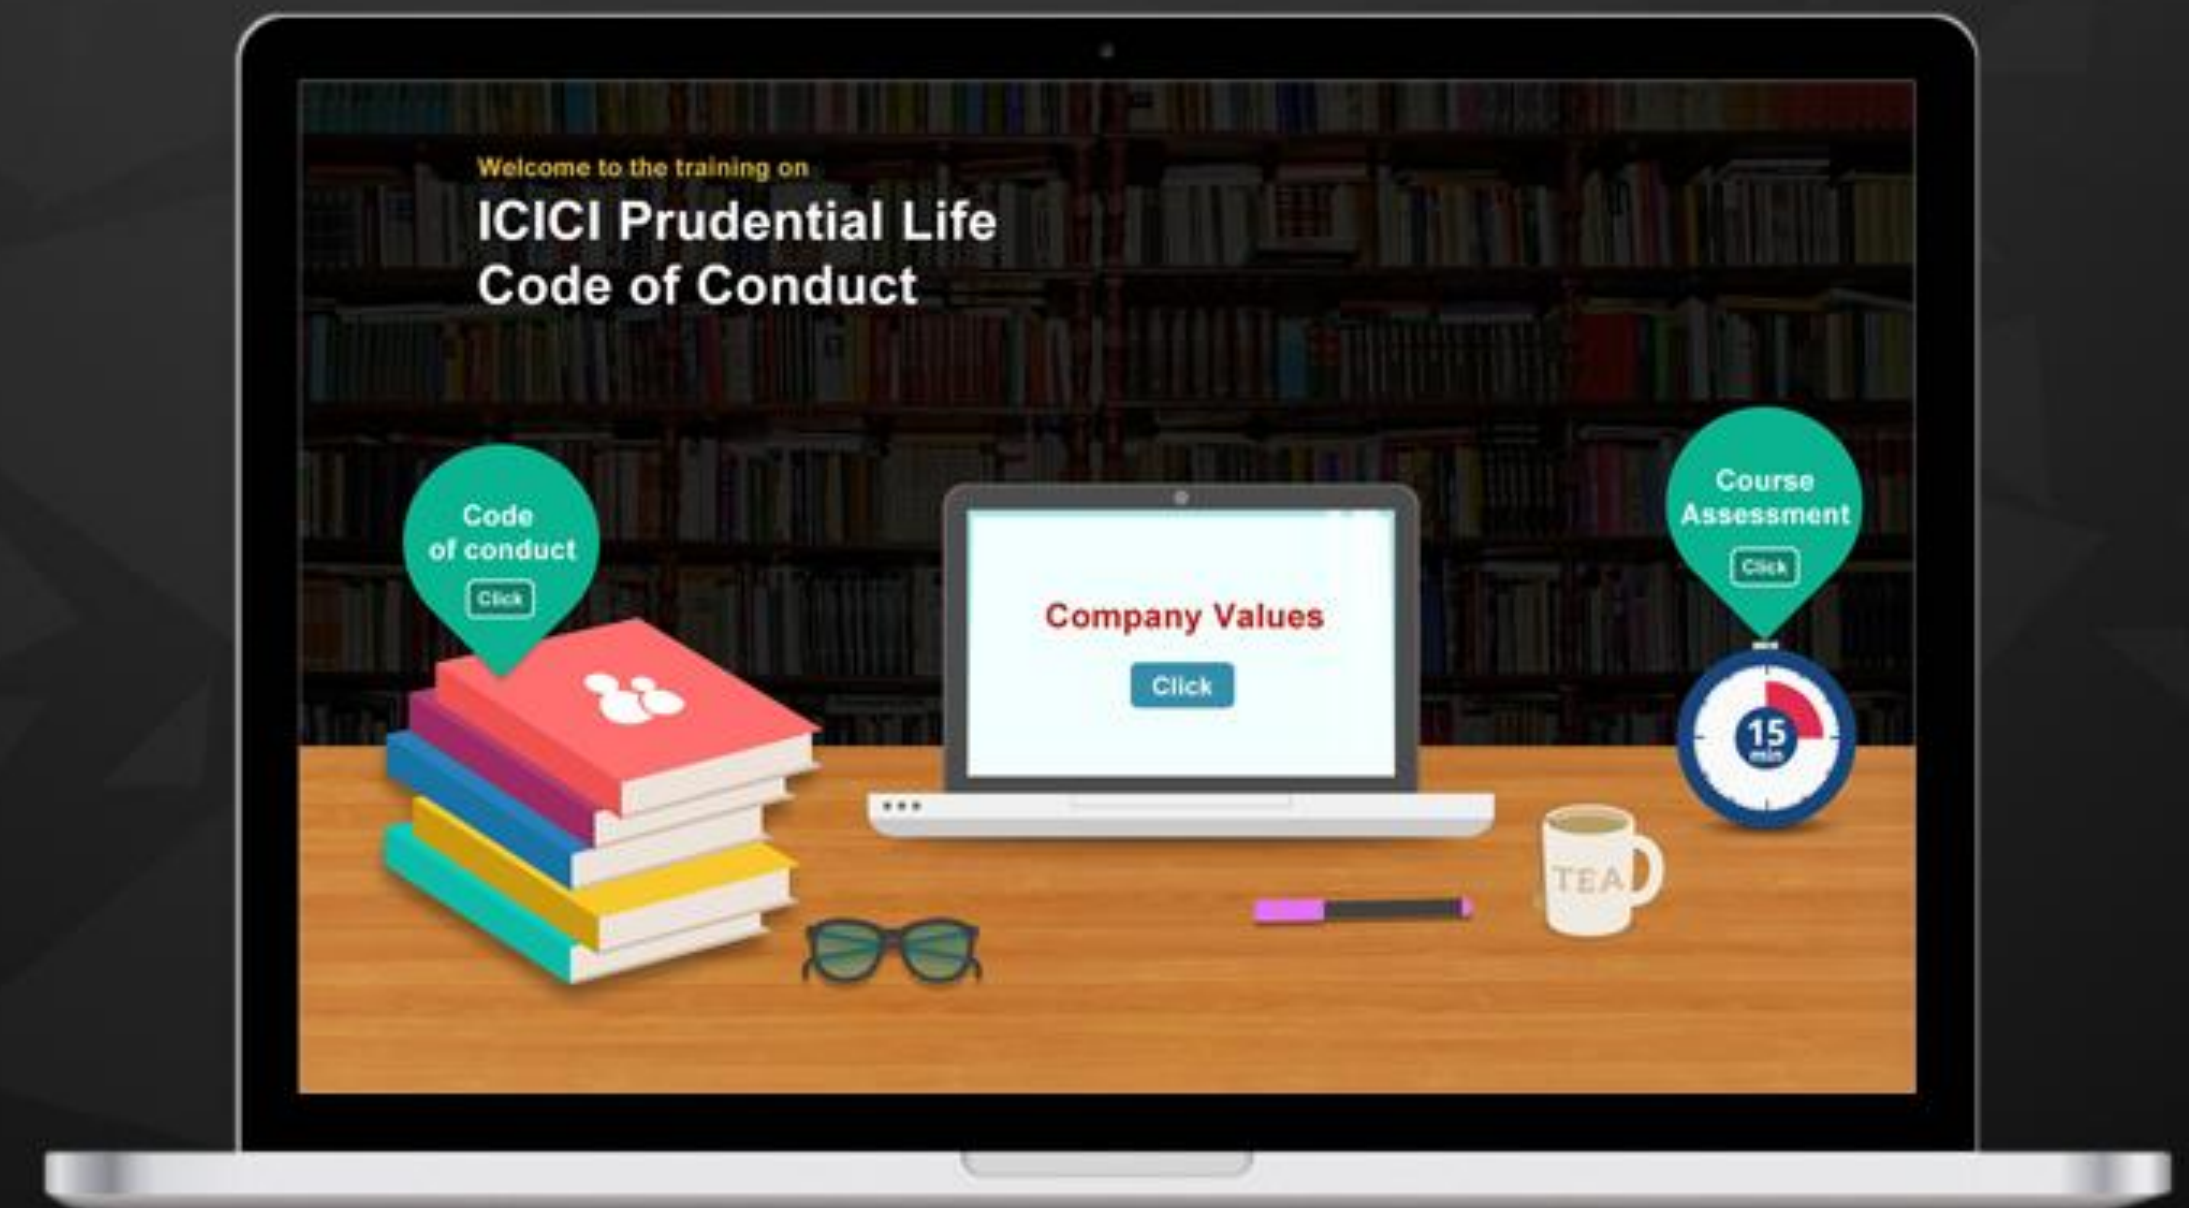 Welcome to the training on
ICICI Prudential Life
Code of Conduct
Code
of conduct
Click
Company Values
Click
Course
Assessment
Click
15
min
TEA